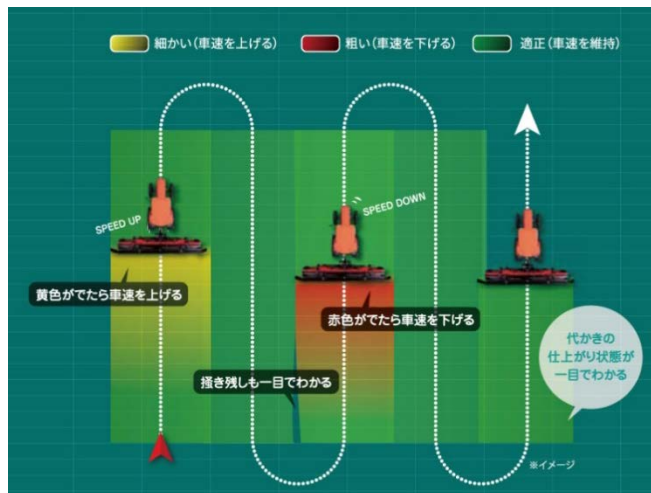 細かい(車速を上げる)
粗い(車速を下げる)
適正(車速を維持)
SPEED UP
SPEED DOWN
黄色がでたら車速を上げる
赤色がでたら車速を下げる
掻き残しも一目でわかる
代かきの
仕上がり状態が
一目でわかる
※イメージ